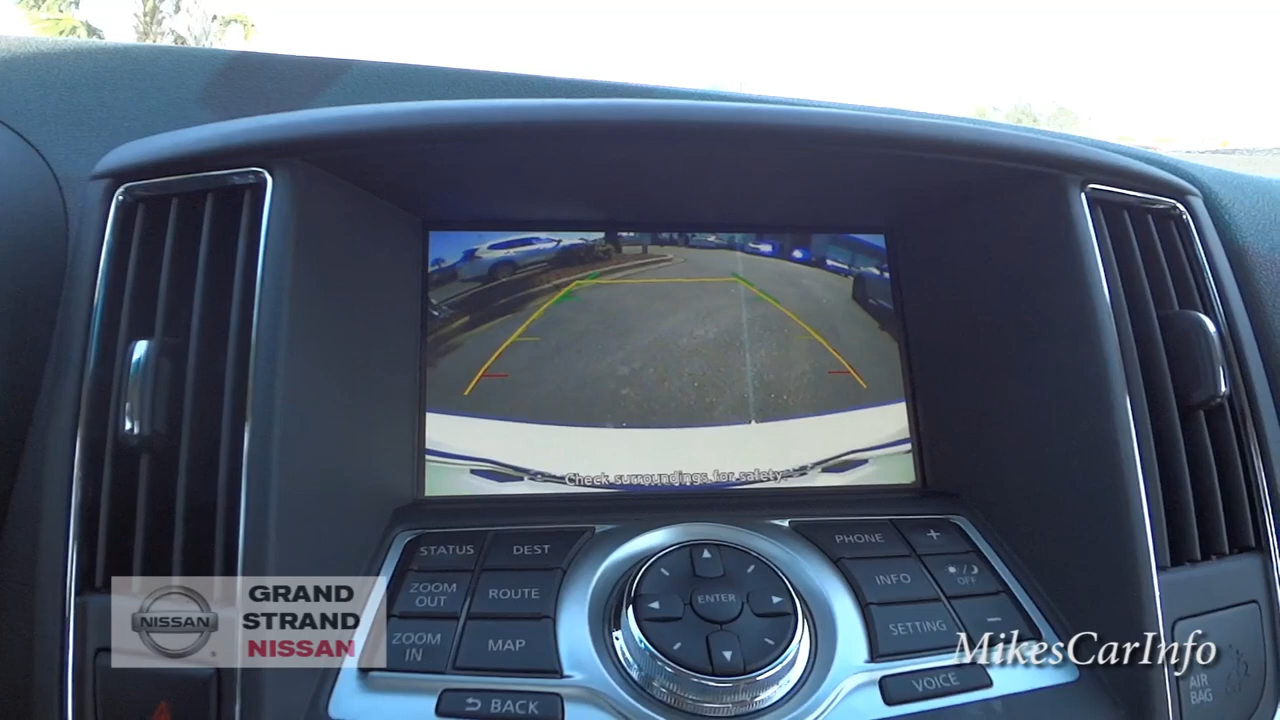 Check surroundings for safety.
STATUS
DEST
ZOOM OUT
ROUTE
ZOOM IN
MAP
BACK
ENTER
PHONE
+
INFO
OFF
SETTING
−
VOICE
AIR BAG
NISSAN
GRAND
STRAND
NISSAN
MikesCarInfo